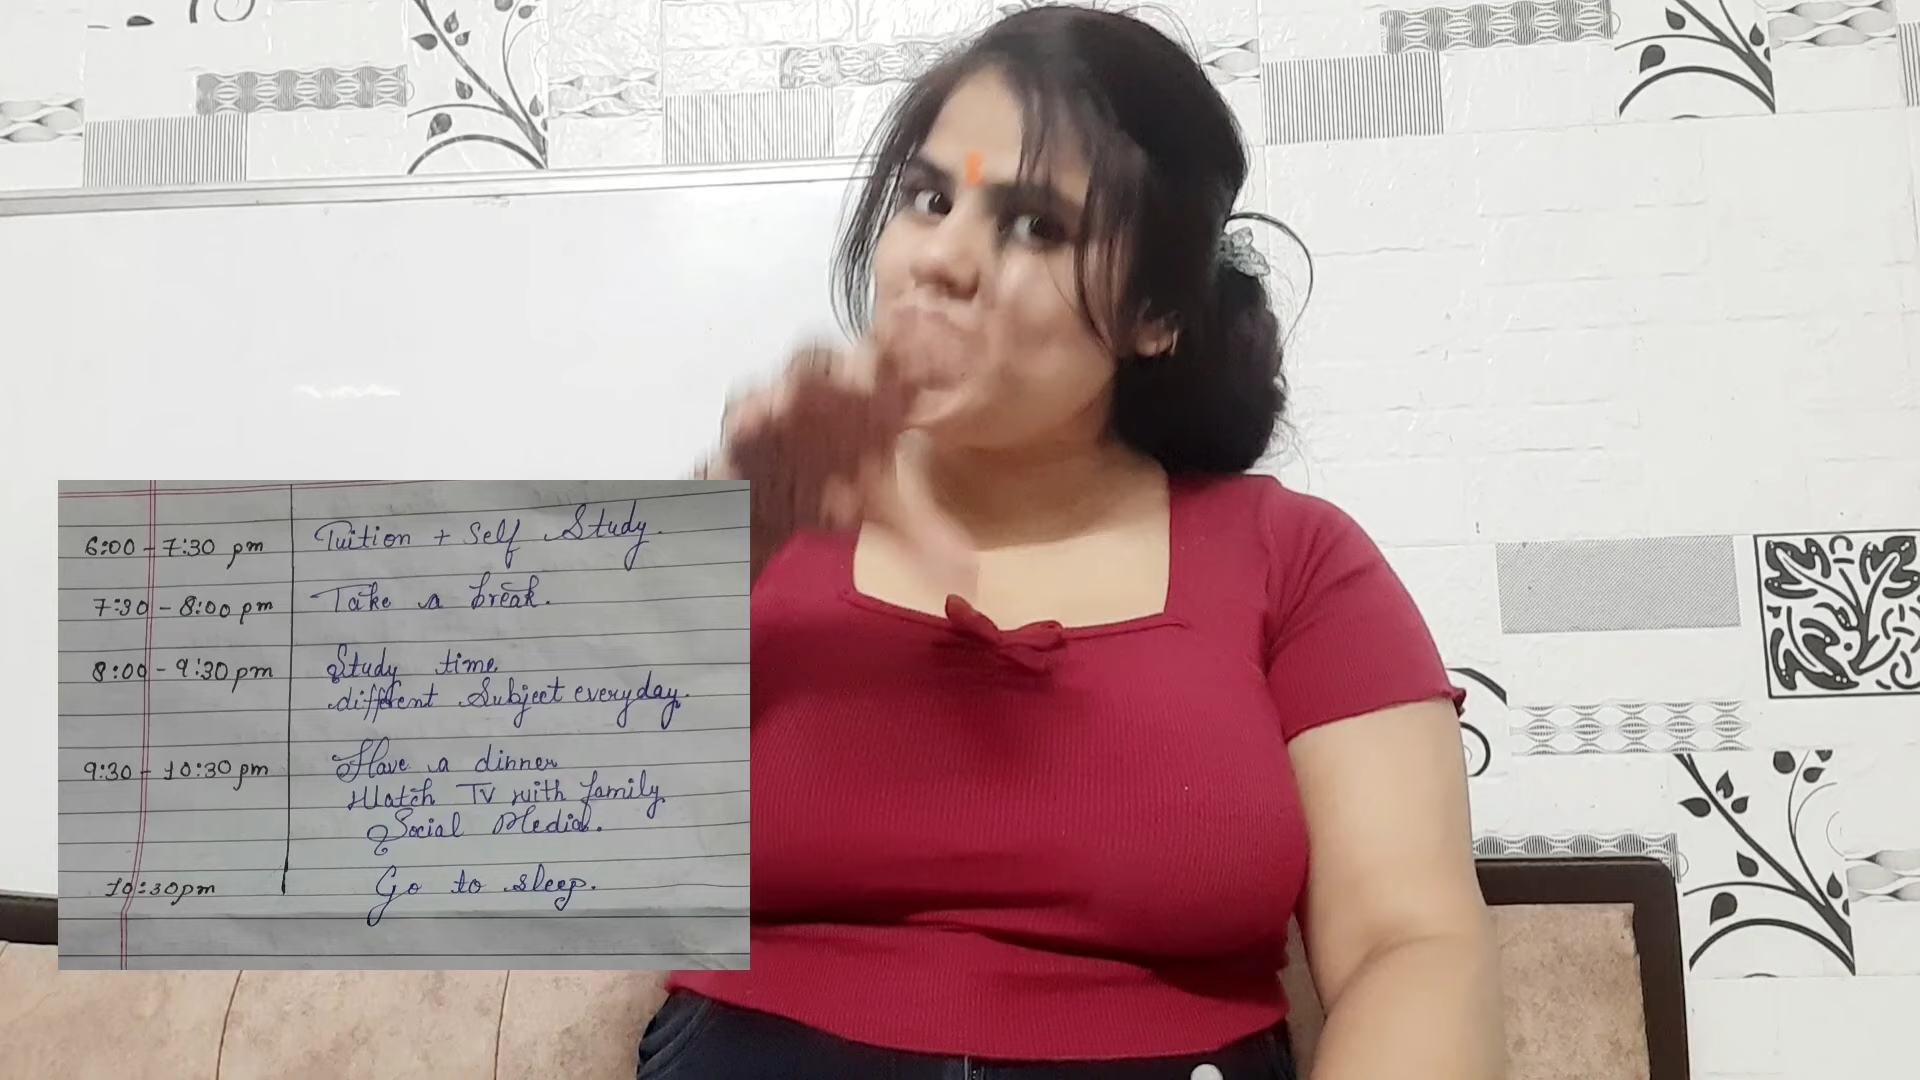 6:00 - 7:30 pm Tuition + Self Study.
7:30 - 8:00 pm Take a break.
8:00 - 9:30 pm Study time
different Subject everyday.
9:30 - 10:30 pm Have a dinner
Watch TV with family
Social Media.
10:30pm Go to sleep.